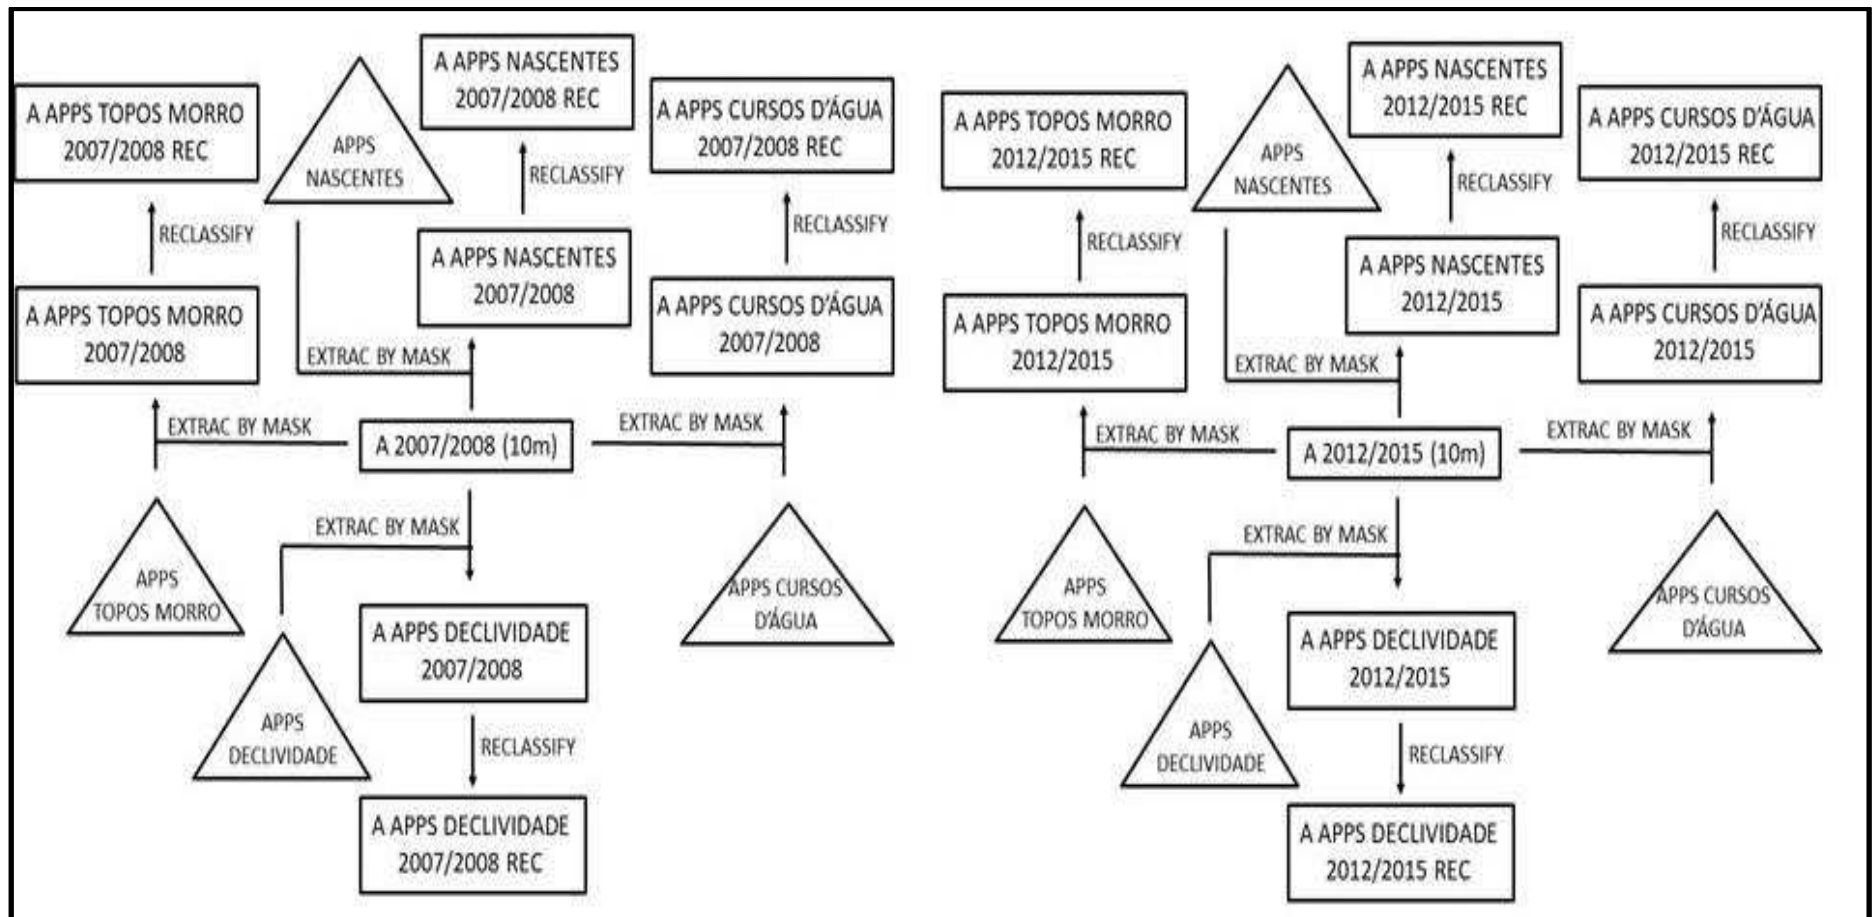 A APPS NASCENTES
2007/2008 REC
A APPS TOPOS MORRO
2007/2008 REC
APPS
NASCENTES
A APPS CURSOS D'ÁGUA
2007/2008 REC
RECLASSIFY
RECLASSIFY
RECLASSIFY
A APPS NASCENTES
2007/2008
A APPS TOPOS MORRO
2007/2008
A APPS CURSOS D'ÁGUA
2007/2008
EXTRAC BY MASK
EXTRAC BY MASK
A 2007/2008 (10m)
EXTRAC BY MASK
EXTRAC BY MASK
APPS
TOPOS MORRO
APPS CURSOS
D'ÁGUA
A APPS DECLIVIDADE
2007/2008
APPS
DECLIVIDADE
RECLASSIFY
A APPS DECLIVIDADE
2007/2008 REC
A APPS NASCENTES
2012/2015 REC
A APPS TOPOS MORRO
2012/2015 REC
APPS
NASCENTES
A APPS CURSOS D'ÁGUA
2012/2015 REC
RECLASSIFY
RECLASSIFY
RECLASSIFY
A APPS NASCENTES
2012/2015
A APPS TOPOS MORRO
2012/2015
A APPS CURSOS D'ÁGUA
2012/2015
EXTRAC BY MASK
EXTRAC BY MASK
A 2012/2015 (10m)
EXTRAC BY MASK
EXTRAC BY MASK
APPS
TOPOS MORRO
APPS CURSOS
D'ÁGUA
A APPS DECLIVIDADE
2012/2015
APPS
DECLIVIDADE
RECLASSIFY
A APPS DECLIVIDADE
2012/2015 REC